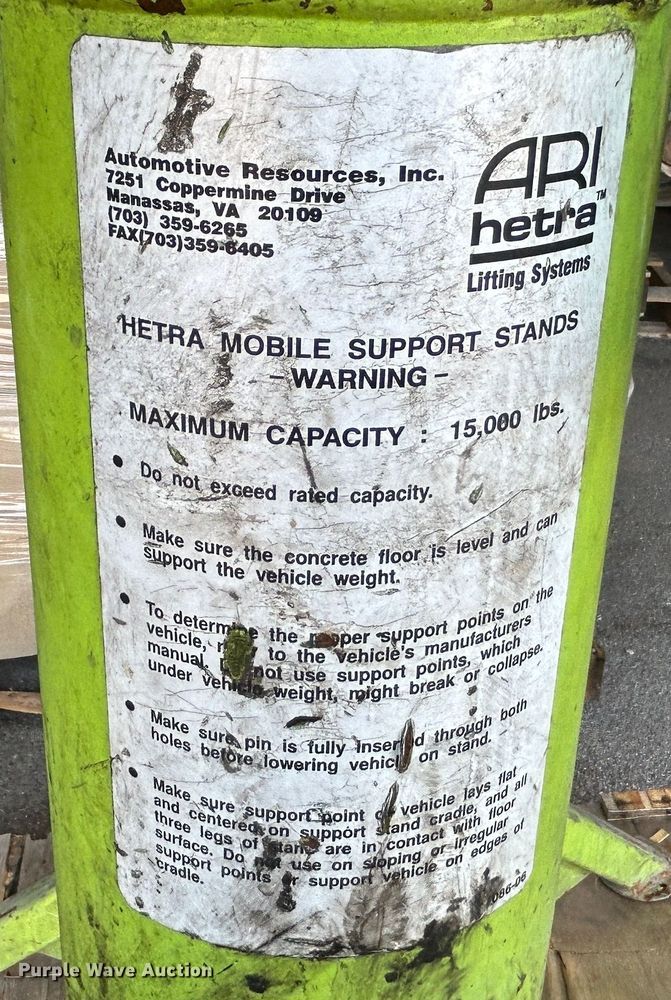 Automotive Resources, Inc.
7251 Coppermine Drive
Manassas, VA 20109
(703) 359-6265
FAX(703)359-8405
ARI
hetra™
Lifting Systems
HETRA MOBILE SUPPORT STANDS
- WARNING -
MAXIMUM CAPACITY : 15,000 lbs.
• Do not exceed rated capacity.
• Make sure the concrete floor is level and can
support the vehicle weight.
• To determine the proper support points on the
vehicle, to the vehicle's manufacturers
manual. not use support points, which
under vehicle weight, might break or collapse.
• Make sure pin is fully inserted through both
holes before lowering vehicle on stand.
• Make sure support point of vehicle lays flat
and centered on support stand cradle, and all
three legs of stand are in contact with floor
surface. Do not use on sloping or irregular
support points or support vehicle on edges of
cradle.
Purple Wave Auction